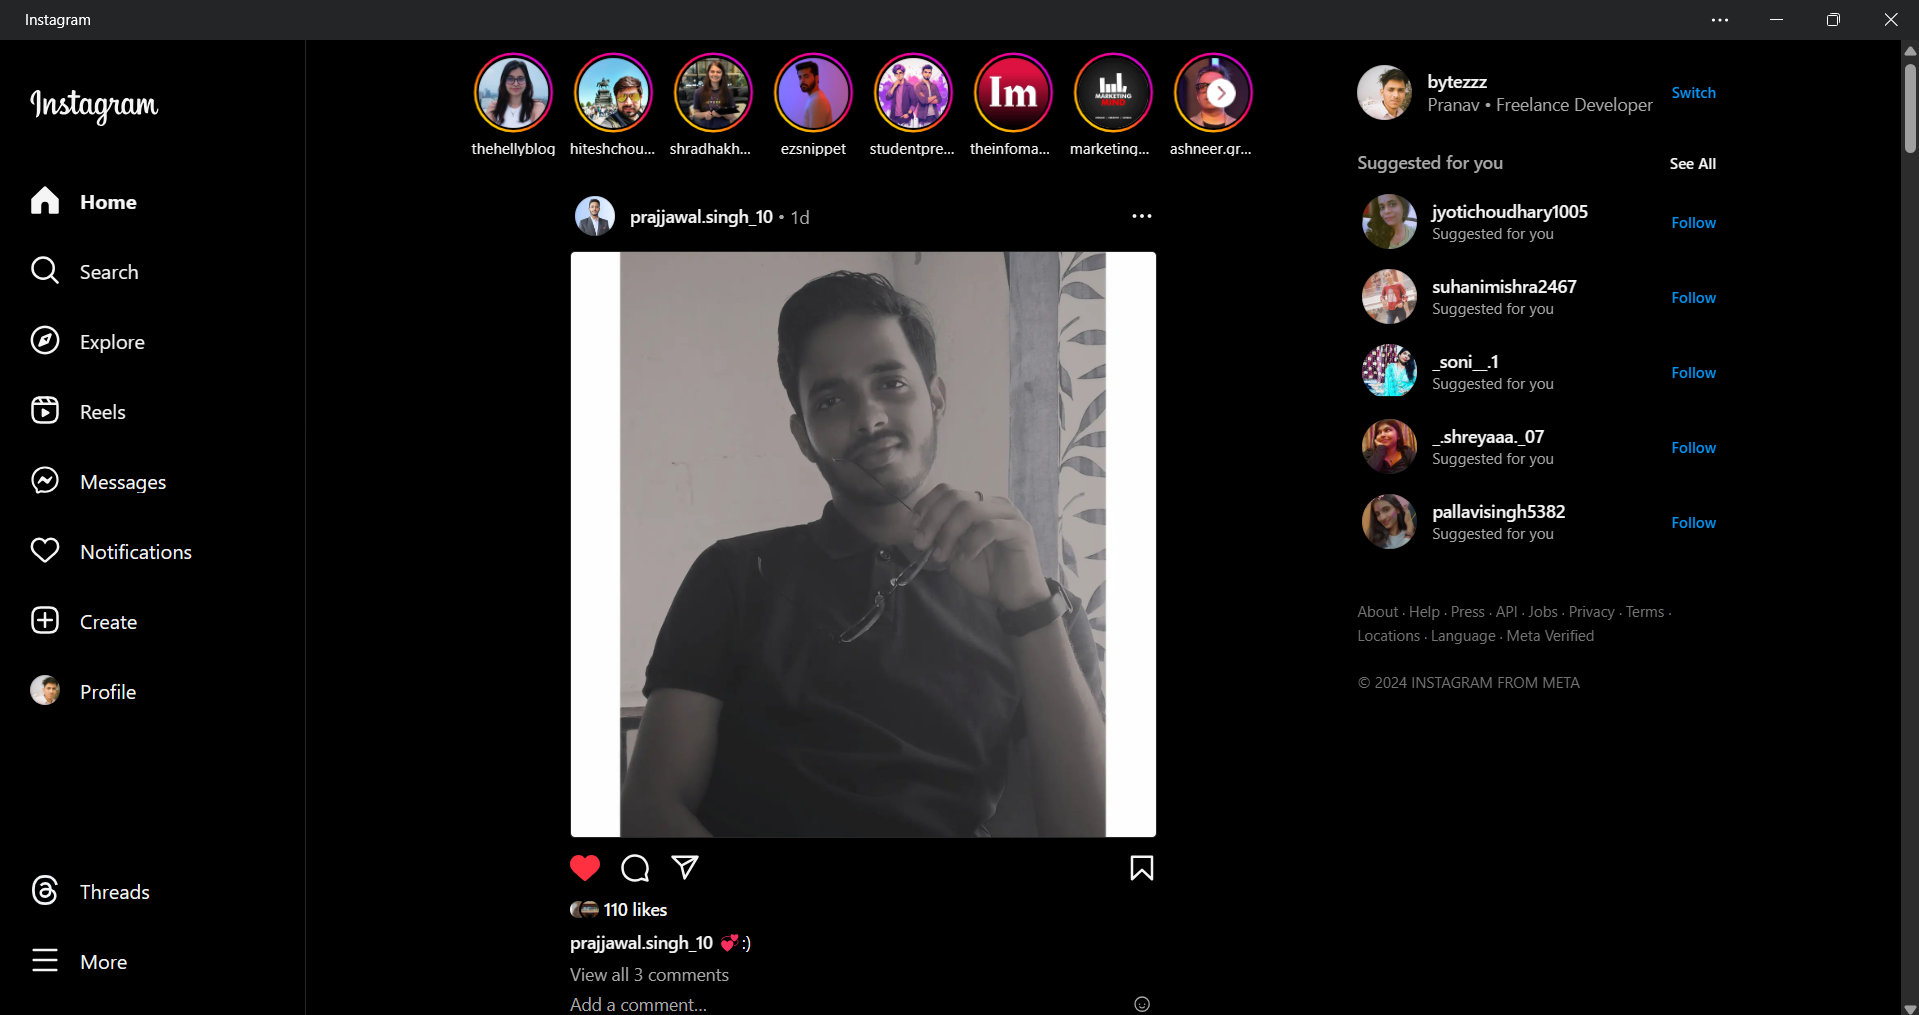 Instagram
Instagram
Home
Search
Explore
Reels
Messages
Notifications
Create
Profile
Threads
More
thehellyblog
hiteshchou...
shradhakh...
ezsnippet
studentpre...
Im
theinfoma...
MARKETING
MIND
marketing...
ashneer.gr...
prajjawal.singh_10 • 1d
110 likes
prajjawal.singh_10 💞 :)
View all 3 comments
Add a comment...
bytezzz
Pranav • Freelance Developer
Switch
Suggested for you
See All
jyotichoudhary1005
Suggested for you
Follow
suhanimishra2467
Suggested for you
Follow
_soni__.1
Suggested for you
Follow
_.shreyaaa._07
Suggested for you
Follow
pallavisingh5382
Suggested for you
Follow
About · Help · Press · API · Jobs · Privacy · Terms ·
Locations · Language · Meta Verified
© 2024 INSTAGRAM FROM META